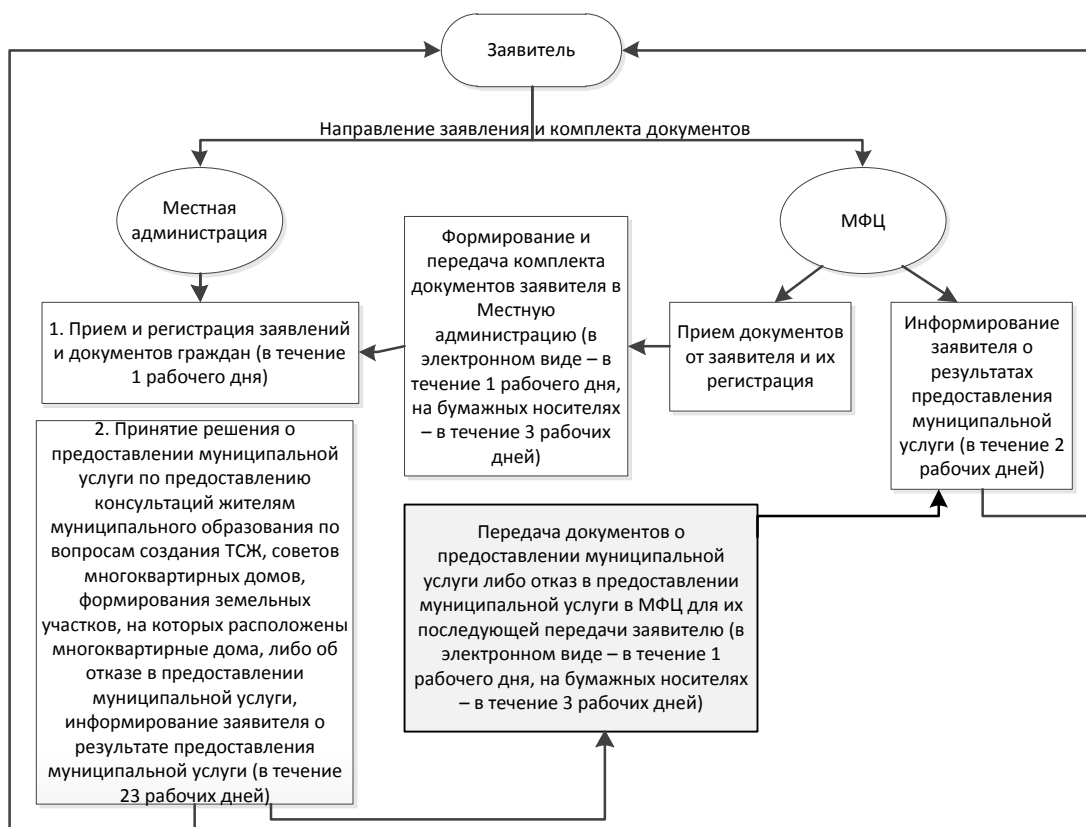 Заявитель
Направление заявления и комплекта документов
Местная
администрация
МФЦ
Формирование и
передача комплекта
документов заявителя в
Местную
администрацию (в
электронном виде – в
течение 1 рабочего дня,
на бумажных носителях
– в течение 3 рабочих
дней)
1. Прием и регистрация заявлений
и документов граждан (в течение
1 рабочего дня)
Прием документов
от заявителя и их
регистрация
Информирование
заявителя о
результатах
предоставления
муниципальной
услуги (в течение 2
рабочих дней)
2. Принятие решения о
предоставлении муниципальной
услуги по предоставлению
консультаций жителям
муниципального образования по
вопросам создания ТСЖ, советов
многоквартирных домов,
формирования земельных
участков, на которых расположены
многоквартирные дома, либо об
отказе в предоставлении
муниципальной услуги,
информирование заявителя о
результате предоставления
муниципальной услуги (в течение
23 рабочих дней)
Передача документов о
предоставлении муниципальной
услуги либо отказ в предоставлении
муниципальной услуги в МФЦ для их
последующей передачи заявителю (в
электронном виде – в течение 1
рабочего дня, на бумажных носителях
– в течение 3 рабочих дней)